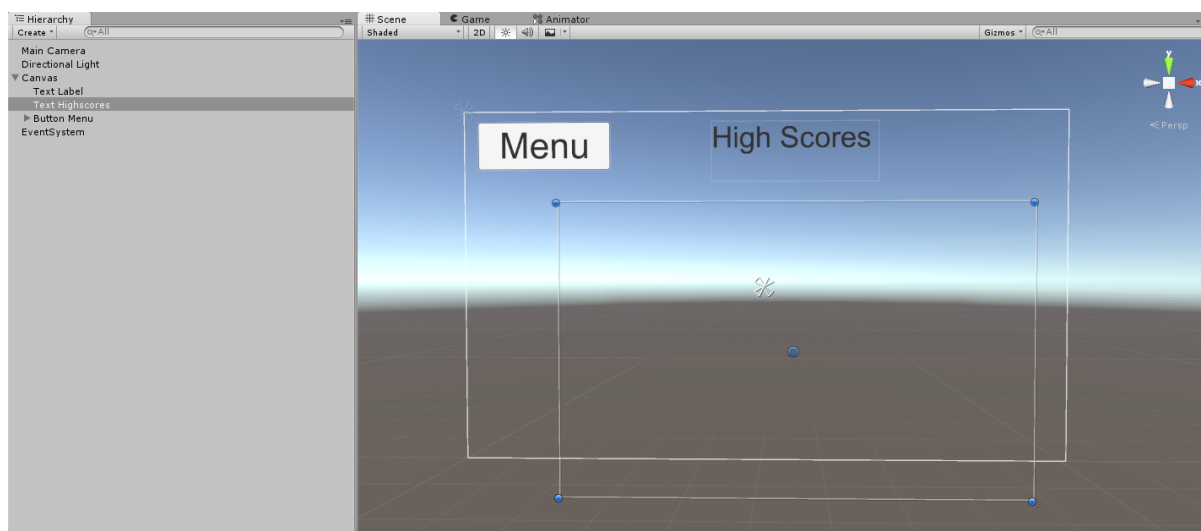 Hierarchy
Create
All
Main Camera
Directional Light
Canvas
Text Label
Text Highscores
Button Menu
EventSystem
Scene
Game
Animator
Shaded
2D
Gizmos
All
y
x
Persp
Menu
High Scores